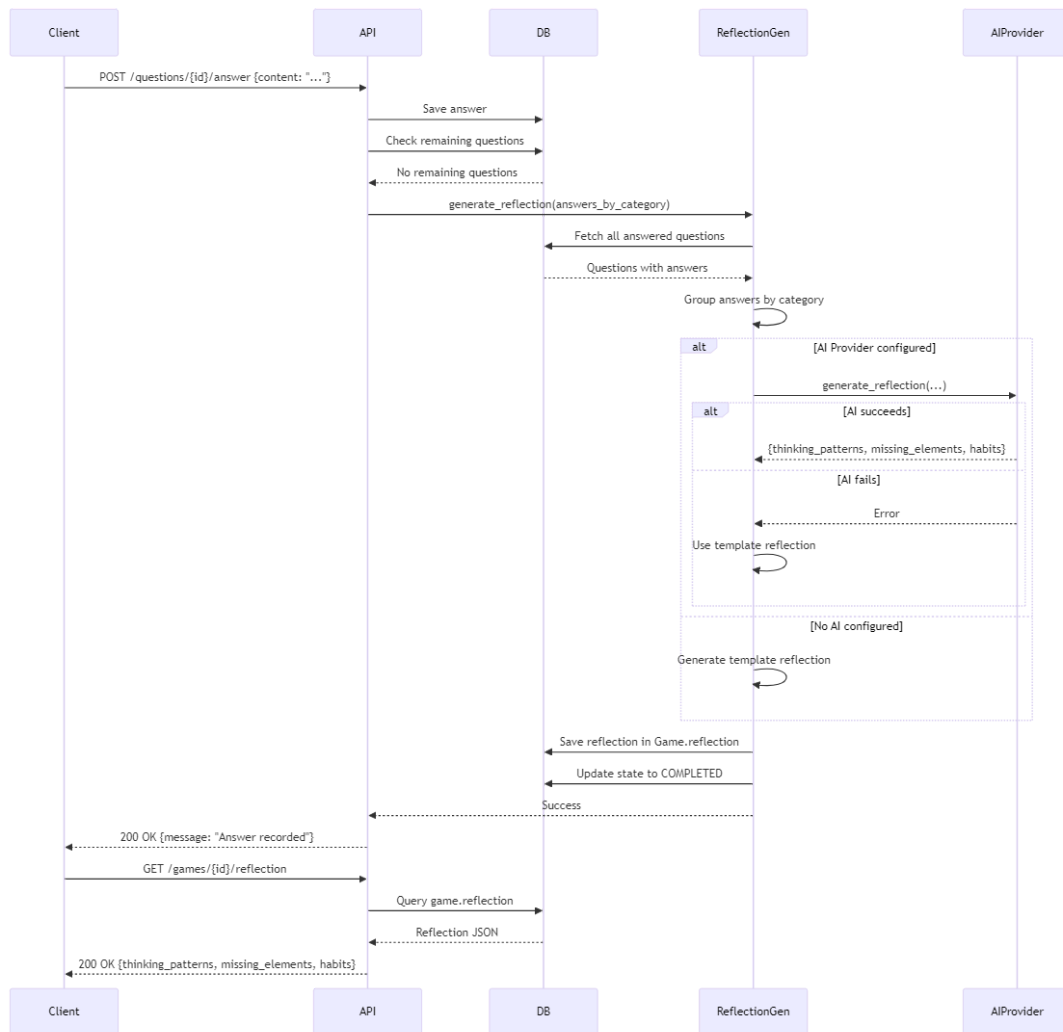 Client
API
DB
ReflectionGen
AIProvider
POST /questions/{id}/answer {content: "..."}
Save answer
Check remaining questions
No remaining questions
generate_reflection(answers_by_category)
Fetch all answered questions
Questions with answers
Group answers by category
alt
[AI Provider configured]
generate_reflection(...)
alt
[AI succeeds]
{thinking_patterns, missing_elements, habits}
[AI fails]
Error
Use template reflection
[No AI configured]
Generate template reflection
Save reflection in Game.reflection
Update state to COMPLETED
Success
200 OK {message: "Answer recorded"}
GET /games/{id}/reflection
Query game.reflection
Reflection JSON
200 OK {thinking_patterns, missing_elements, habits}
Client
API
DB
ReflectionGen
AIProvider